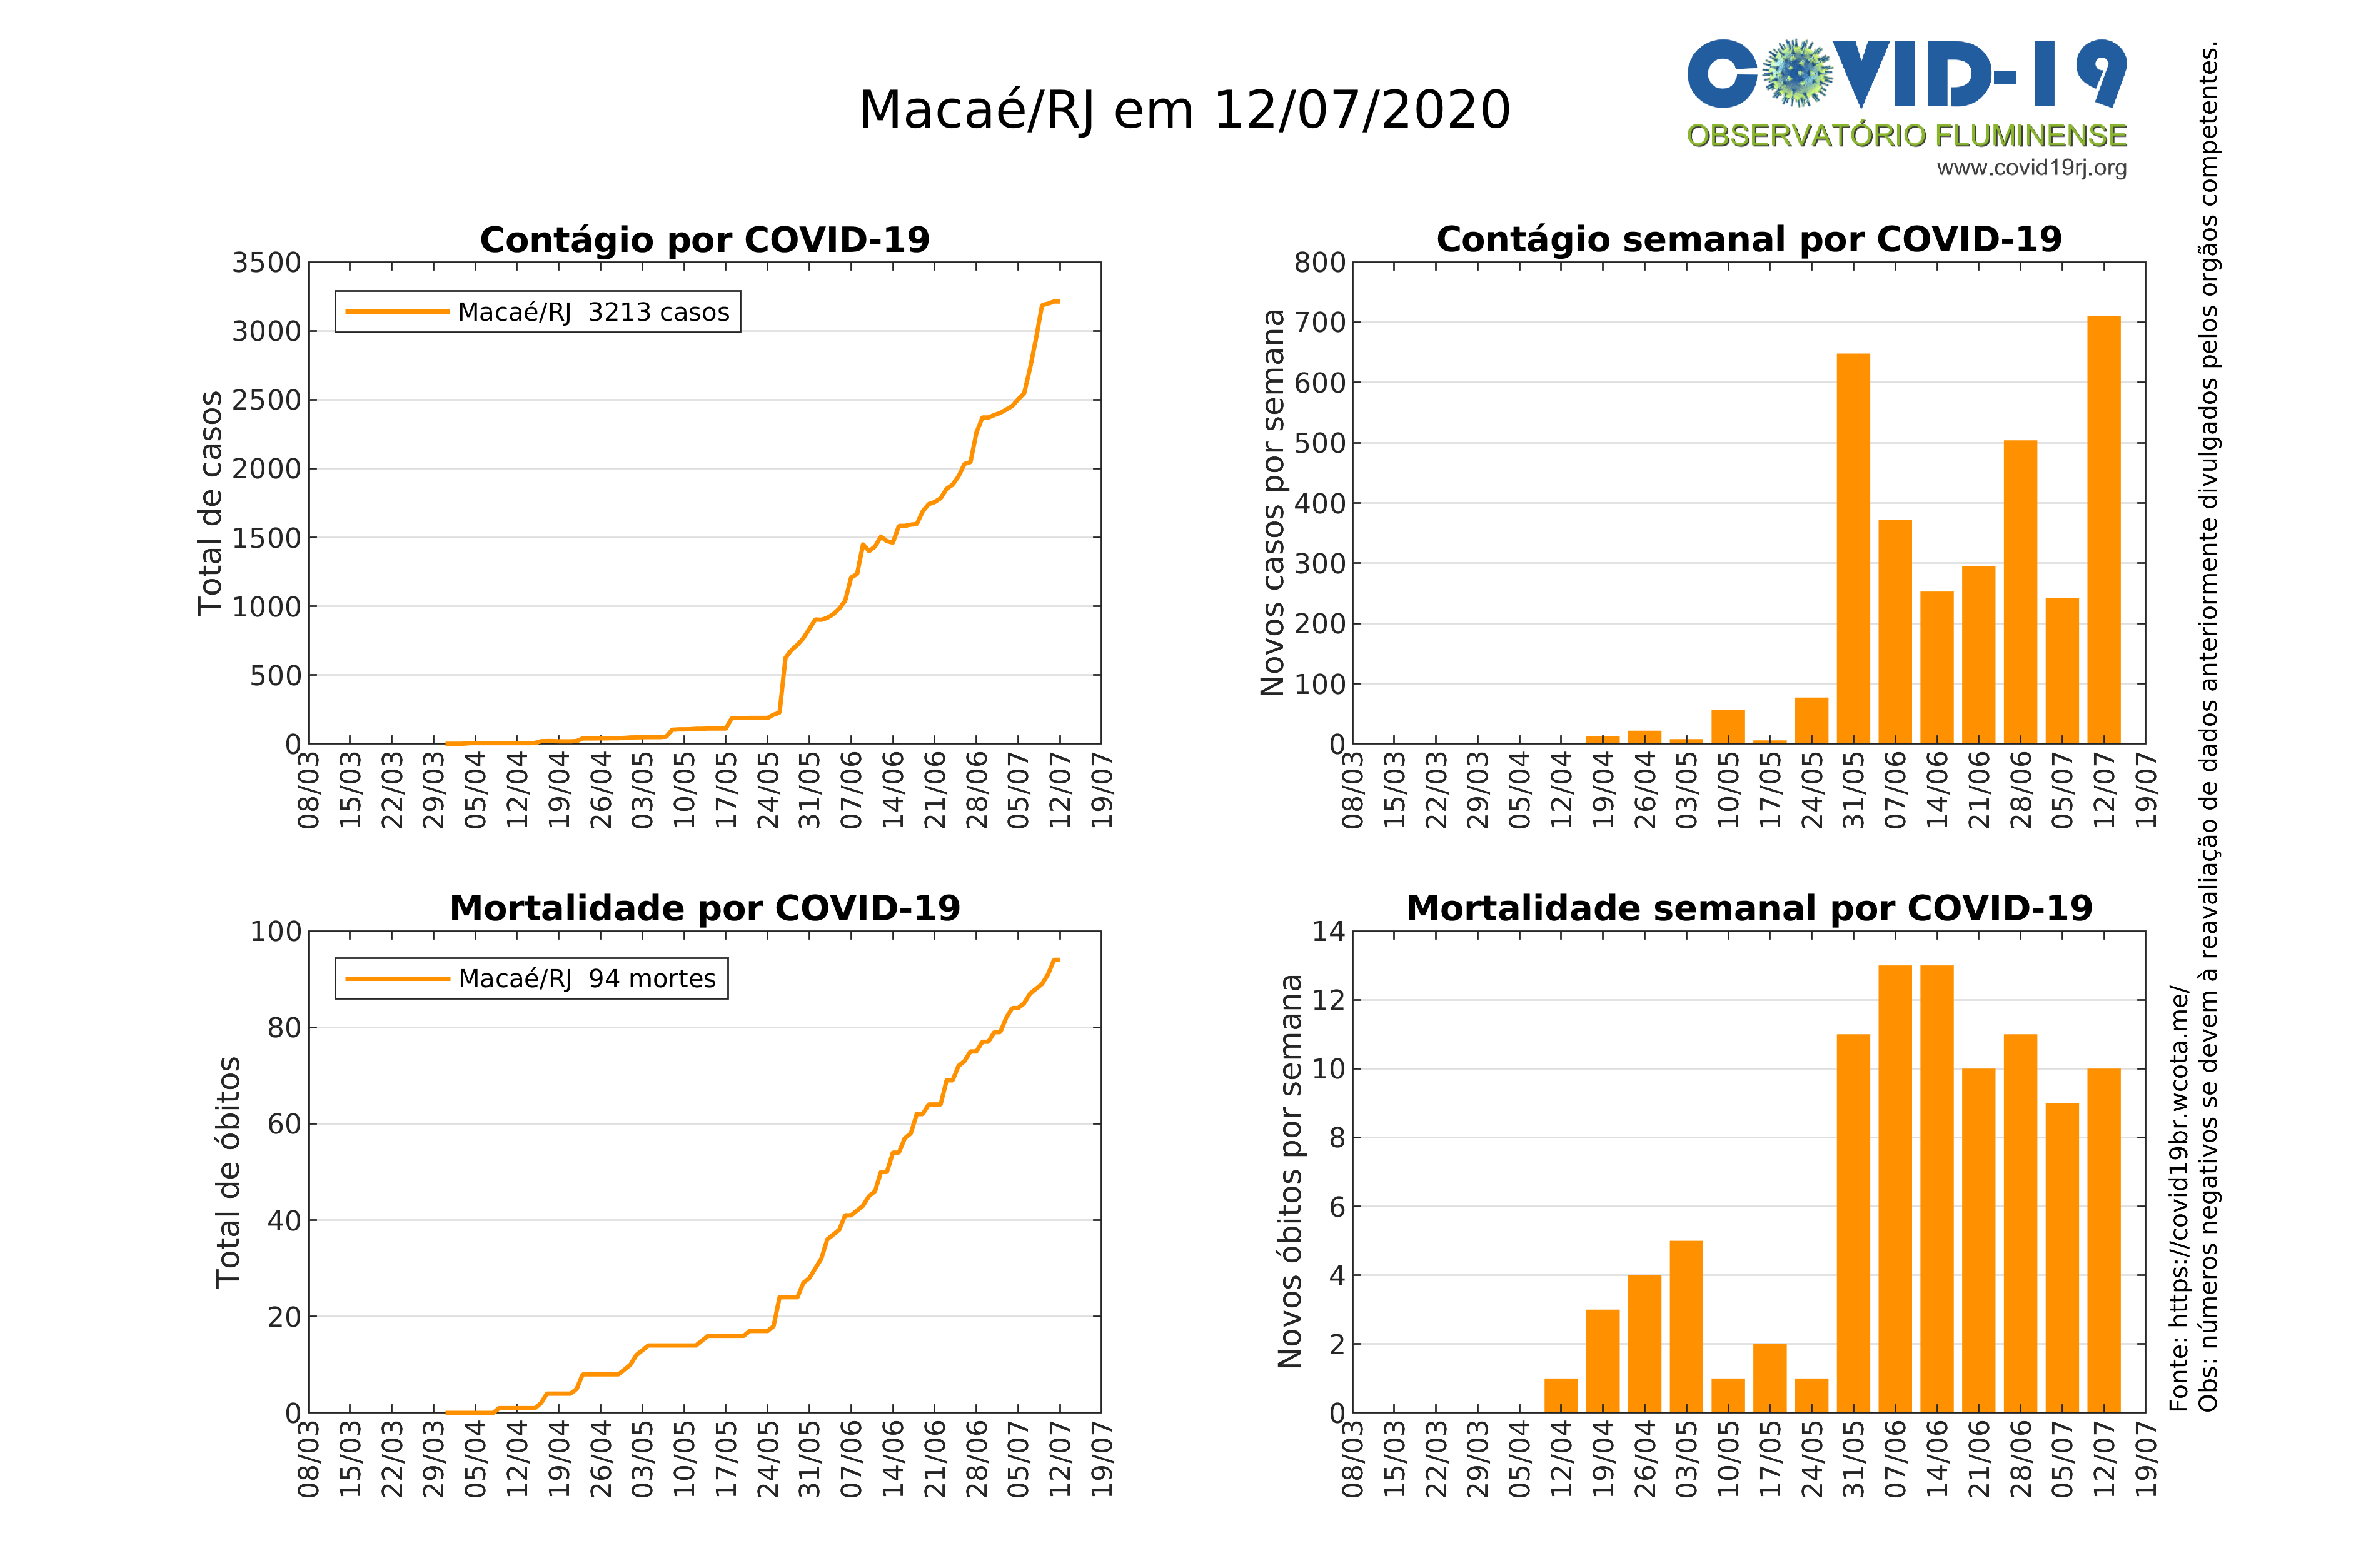 Macaé/RJ em 12/07/2020
COVID-19
OBSERVATÓRIO FLUMINENSE
www.covid19rj.org
Contágio por COVID-19
Total de casos
3500
3000
2500
2000
1500
1000
500
0
Macaé/RJ 3213 casos
08/03 15/03 22/03 29/03 05/04 12/04 19/04 26/04 03/05 10/05 17/05 24/05 31/05 07/06 14/06 21/06 28/06 05/07 12/07 19/07
Contágio semanal por COVID-19
Novos casos por semana
800
700
600
500
400
300
200
100
0
08/03 15/03 22/03 29/03 05/04 12/04 19/04 26/04 03/05 10/05 17/05 24/05 31/05 07/06 14/06 21/06 28/06 05/07 12/07 19/07
Mortalidade por COVID-19
Total de óbitos
100
80
60
40
20
0
Macaé/RJ 94 mortes
08/03 15/03 22/03 29/03 05/04 12/04 19/04 26/04 03/05 10/05 17/05 24/05 31/05 07/06 14/06 21/06 28/06 05/07 12/07 19/07
Mortalidade semanal por COVID-19
Novos óbitos por semana
14
12
10
8
6
4
2
0
08/03 15/03 22/03 29/03 05/04 12/04 19/04 26/04 03/05 10/05 17/05 24/05 31/05 07/06 14/06 21/06 28/06 05/07 12/07 19/07
Fonte: https://covid19br.wcota.me/
Obs: números negativos se devem à reavaliação de dados anteriormente divulgados pelos orgãos competentes.